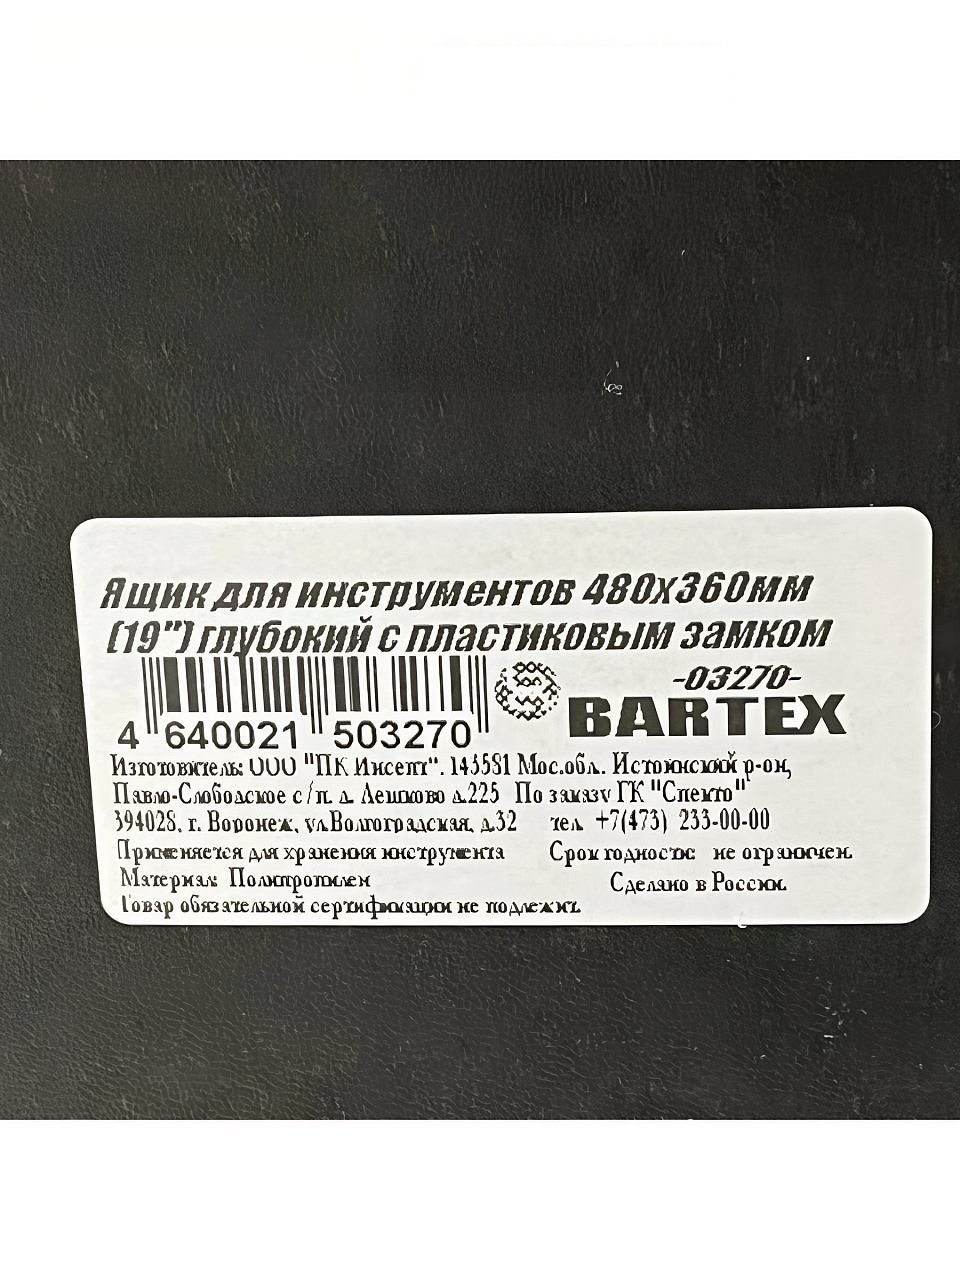 Ящик для инструментов 480х360мм
(19") глубокий с пластиковым замком
-03270-
BARTEX
4 640021 503270
Изготовитель: ООО "ПК Инсепт". 143581 Мос.обл. Истринский р-он,
Павло-Слободское с/п. д. Лешково д.225 По заказу ГК "Спектр"
394028, г. Воронеж, ул.Волгоградская, д.32 тел. +7(473) 233-00-00
Применяется для хранения инструмента Срок годности: не ограничен.
Материал: Полипропилен Сделано в России.
Товар обязательной сертификации не подлежит.